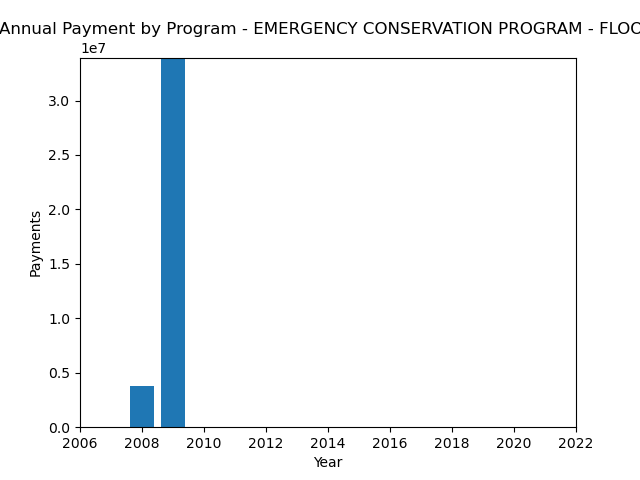 Annual Payment by Program - EMERGENCY CONSERVATION PROGRAM - FLOO
1e7
3.0
2.5
2.0
1.5
1.0
0.5
0.0
Payments
2006 2008 2010 2012 2014 2016 2018 2020 2022
Year